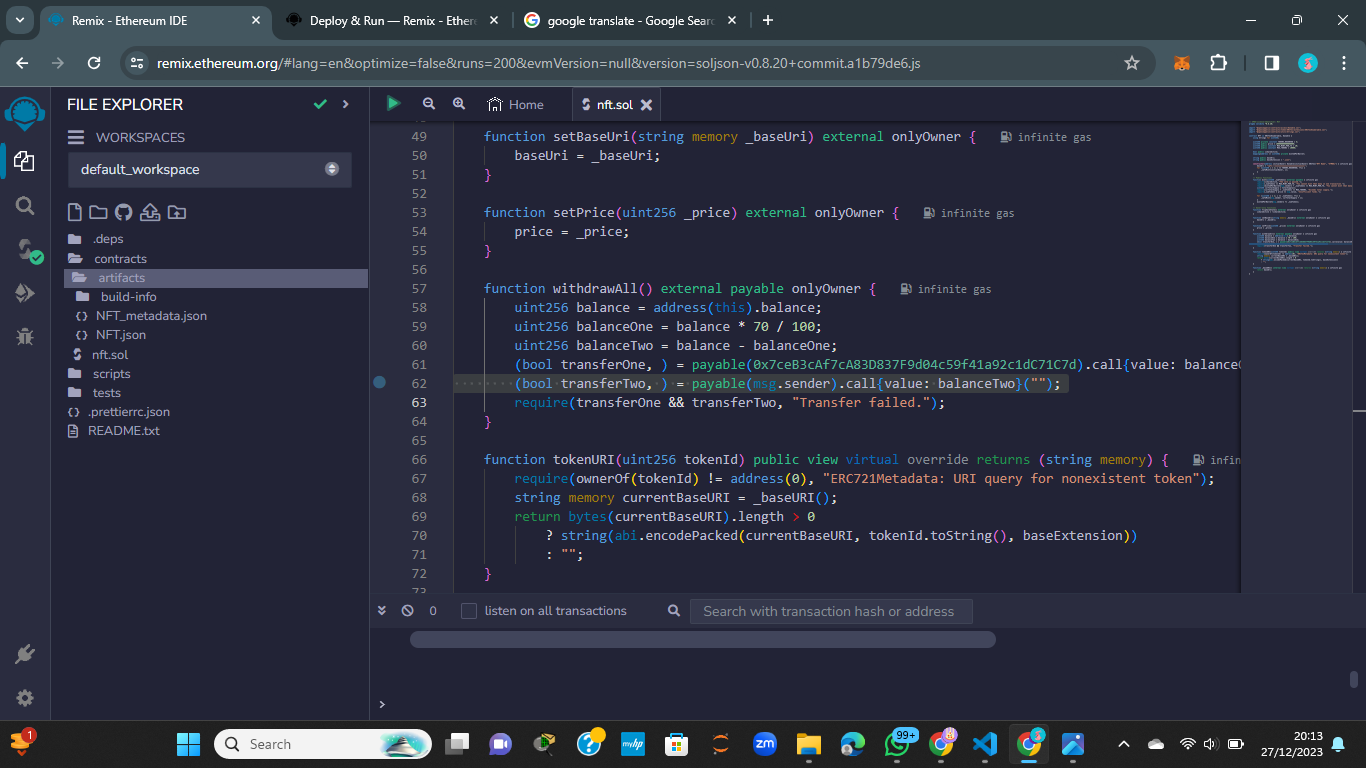 Remix - Ethereum IDE
Deploy & Run — Remix - Ether
google translate - Google Searc
remix.ethereum.org/#lang=en&optimize=false&runs=200&evmVersion=null&version=soljson-v0.8.20+commit.a1b79de6.js
FILE EXPLORER
WORKSPACES
default_workspace
.deps
contracts
artifacts
build-info
NFT_metadata.json
NFT.json
nft.sol
scripts
tests
.prettierrc.json
README.txt
Home
nft.sol
49 function setBaseUri(string memory _baseUri) external onlyOwner { infinite gas
50 baseUri = _baseUri;
51 }
52
53 function setPrice(uint256 _price) external onlyOwner { infinite gas
54 price = _price;
55 }
56
57 function withdrawAll() external payable onlyOwner { infinite gas
58 uint256 balance = address(this).balance;
59 uint256 balanceOne = balance * 70 / 100;
60 uint256 balanceTwo = balance - balanceOne;
61 (bool transferOne, ) = payable(0x7ceB3cAf7cA83D837F9d04c59f41a92c1dC71C7d).call{value: balance
62 (bool transferTwo, ) = payable(msg.sender).call{value: balanceTwo}("");
63 require(transferOne && transferTwo, "Transfer failed.");
64 }
65
66 function tokenURI(uint256 tokenId) public view virtual override returns (string memory) { infin
67 require(ownerOf(tokenId) != address(0), "ERC721Metadata: URI query for nonexistent token");
68 string memory currentBaseURI = _baseURI();
69 return bytes(currentBaseURI).length > 0
70 ? string(abi.encodePacked(currentBaseURI, tokenId.toString(), baseExtension))
71 : "";
72 }
0
listen on all transactions
Search with transaction hash or address
>
1
Search
myhp
zm
99+
20:13
27/12/2023